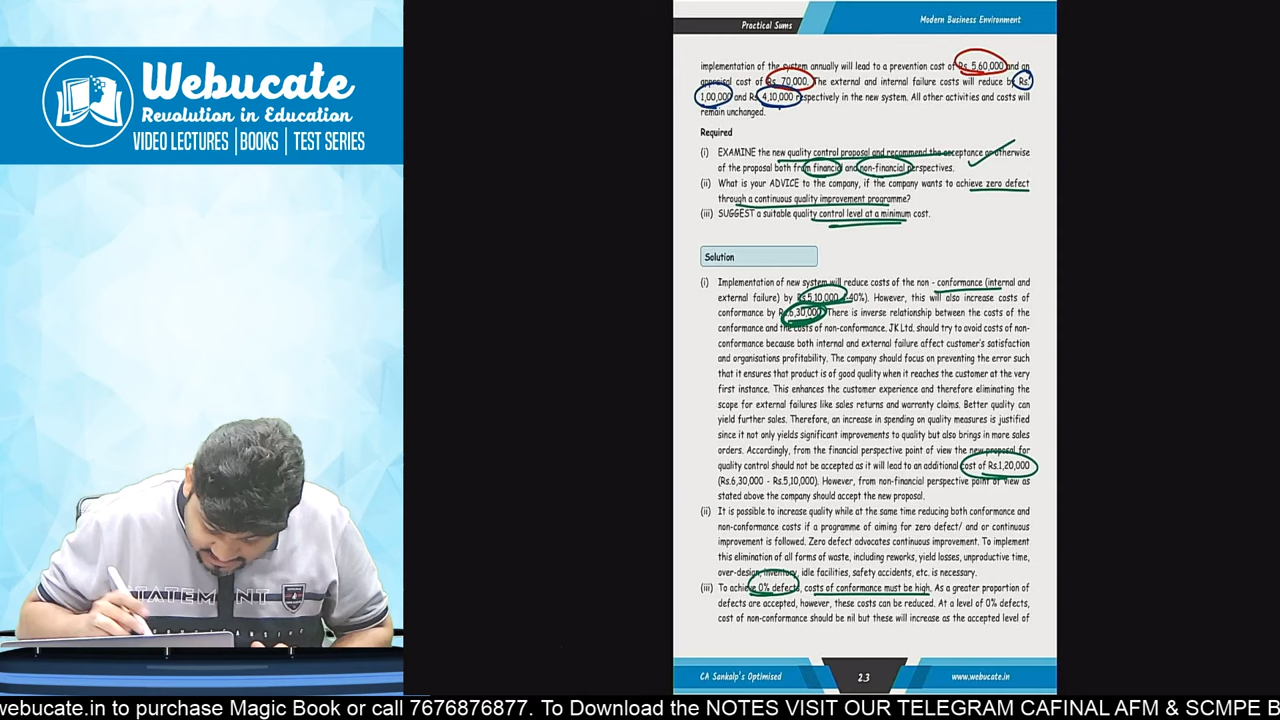 Webucate
Revolution in Education
VIDEO LECTURES | BOOKS | TEST SERIES
Practical Sums
Modern Business Environment
implementation of the system annually will lead to a prevention cost of Rs. 5,60,000 and an
appraisal cost of Rs. 70,000. The external and internal failure costs will reduce by Rs.
1,00,000 and Rs. 4,10,000 respectively in the new system. All other activities and costs will
remain unchanged.
Required
(i) EXAMINE the new quality control proposal and recommend the acceptance or otherwise
of the proposal both from financial and non-financial perspectives.
(ii) What is your ADVICE to the company, if the company wants to achieve zero defect
through a continuous quality improvement programme?
(iii) SUGGEST a suitable quality control level at a minimum cost.
Solution
(i) Implementation of new system will reduce costs of the non - conformance (internal and
external failure) by Rs.5,10,000 (-40%). However, this will also increase costs of
conformance by Rs.6,30,000. There is inverse relationship between the costs of the
conformance and the costs of non-conformance. JK Ltd. should try to avoid costs of non-
conformance because both internal and external failure affect customer's satisfaction
and organisations profitability. The company should focus on preventing the error such
that it ensures that product is of good quality when it reaches the customer at the very
first instance. This enhances the customer experience and therefore eliminating the
scope for external failures like sales returns and warranty claims. Better quality can
yield further sales. Therefore, an increase in spending on quality measures is justified
since it not only yields significant improvements to quality but also brings in more sales
orders. Accordingly, from the financial perspective point of view the new proposal for
quality control should not be accepted as it will lead to an additional cost of Rs.1,20,000
(Rs.6,30,000 - Rs.5,10,000). However, from non-financial perspective point of view as
stated above the company should accept the new proposal.
(ii) It is possible to increase quality while at the same time reducing both conformance and
non-conformance costs if a programme of aiming for zero defect/ and or continuous
improvement is followed. Zero defect advocates continuous improvement. To implement
this elimination of all forms of waste, including reworks, yield losses, unproductive time,
over-design, inventory, idle facilities, safety accidents, etc. is necessary.
(iii) To achieve 0% defects, costs of conformance must be high. As a greater proportion of
defects are accepted, however, these costs can be reduced. At a level of 0% defects,
cost of non-conformance should be nil but these will increase as the accepted level of
CA Sankalp's Optimised
2.3
www.webucate.in
STATEMENT
webucate.in to purchase Magic Book or call 7676876877. To Download the NOTES VISIT OUR TELEGRAM CAFINAL AFM & SCMPE B